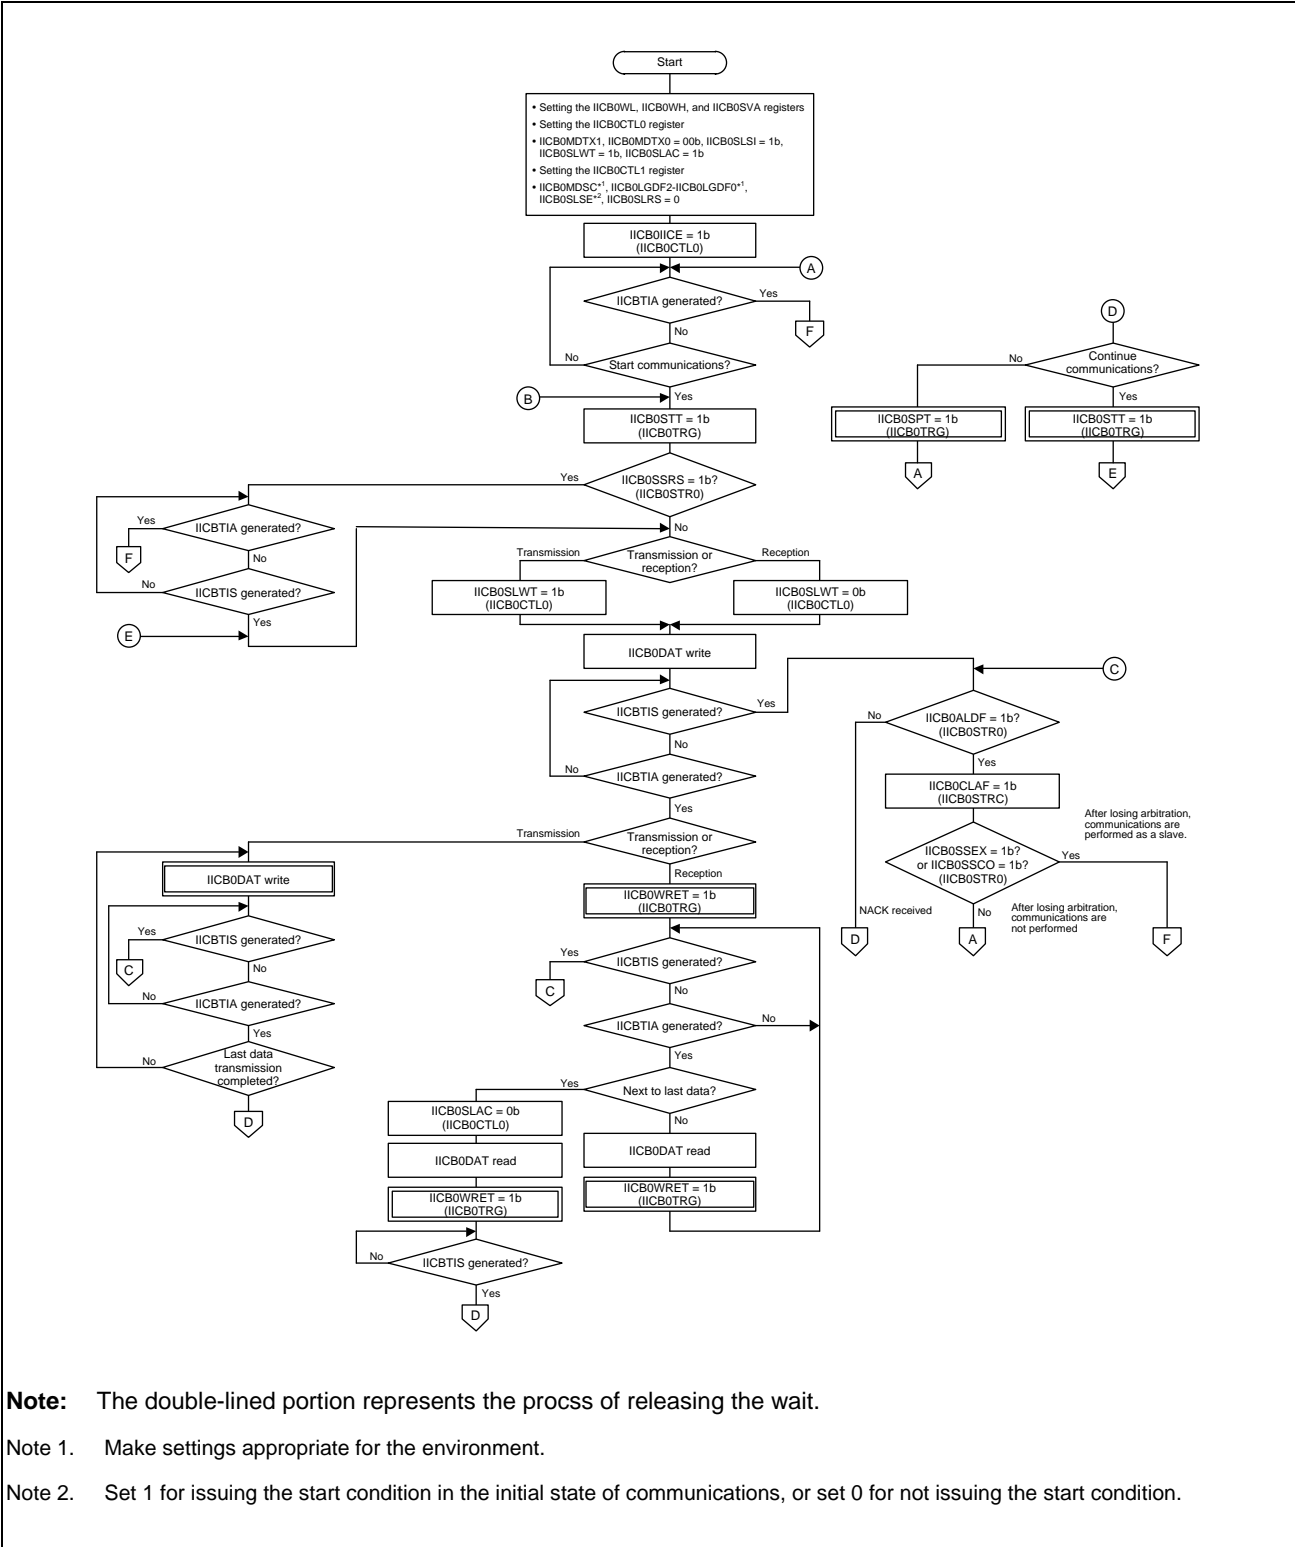 Start
• Setting the IICB0WL, IICB0WH, and IICB0SVA registers
• Setting the IICB0CTL0 register
• IICB0MDTX1, IICB0MDTX0 = 00b, IICB0SLSI = 1b,
IICB0SLWT = 1b, IICB0SLAC = 1b
• Setting the IICB0CTL1 register
• IICB0MDSC*1, IICB0LGDF2-IICB0LGDF0*1,
IICB0SLSE*2, IICB0SLRS = 0
IICB0IICE = 1b
(IICB0CTL0)
A
IICBTIA generated?
Yes
F
No
Start communications?
No
Yes
B
IICB0STT = 1b
(IICB0TRG)
D
Continue
communications?
No
Yes
IICB0SPT = 1b
(IICB0TRG)
IICB0STT = 1b
(IICB0TRG)
A
E
IICB0SSRS = 1b?
(IICB0STR0)
Yes
No
IICBTIA generated?
Yes
F
No
IICBTIS generated?
No
Yes
E
Transmission or
reception?
Transmission
Reception
IICB0SLWT = 1b
(IICB0CTL0)
IICB0SLWT = 0b
(IICB0CTL0)
IICB0DAT write
IICBTIS generated?
Yes
No
IICBTIA generated?
No
Yes
C
IICB0ALDF = 1b?
(IICB0STR0)
No
Yes
IICB0CLAF = 1b
(IICB0STRC)
After losing arbitration,
communications are
performed as a slave.
IICB0SSEX = 1b?
or IICB0SSCO = 1b?
(IICB0STR0)
Yes
No
NACK received
After losing arbitration,
communications are
not performed
D
A
F
Transmission or
reception?
Transmission
Reception
IICB0DAT write
IICBTIS generated?
Yes
C
No
IICBTIA generated?
No
Yes
Last data
transmission
completed?
No
D
IICB0WRET = 1b
(IICB0TRG)
IICBTIS generated?
Yes
C
No
IICBTIA generated?
No
Yes
Next to last data?
Yes
No
IICB0SLAC = 0b
(IICB0CTL0)
IICB0DAT read
IICB0WRET = 1b
(IICB0TRG)
IICB0DAT read
IICB0WRET = 1b
(IICB0TRG)
IICBTIS generated?
No
Yes
D
Note: The double-lined portion represents the procss of releasing the wait.
Note 1. Make settings appropriate for the environment.
Note 2. Set 1 for issuing the start condition in the initial state of communications, or set 0 for not issuing the start condition.